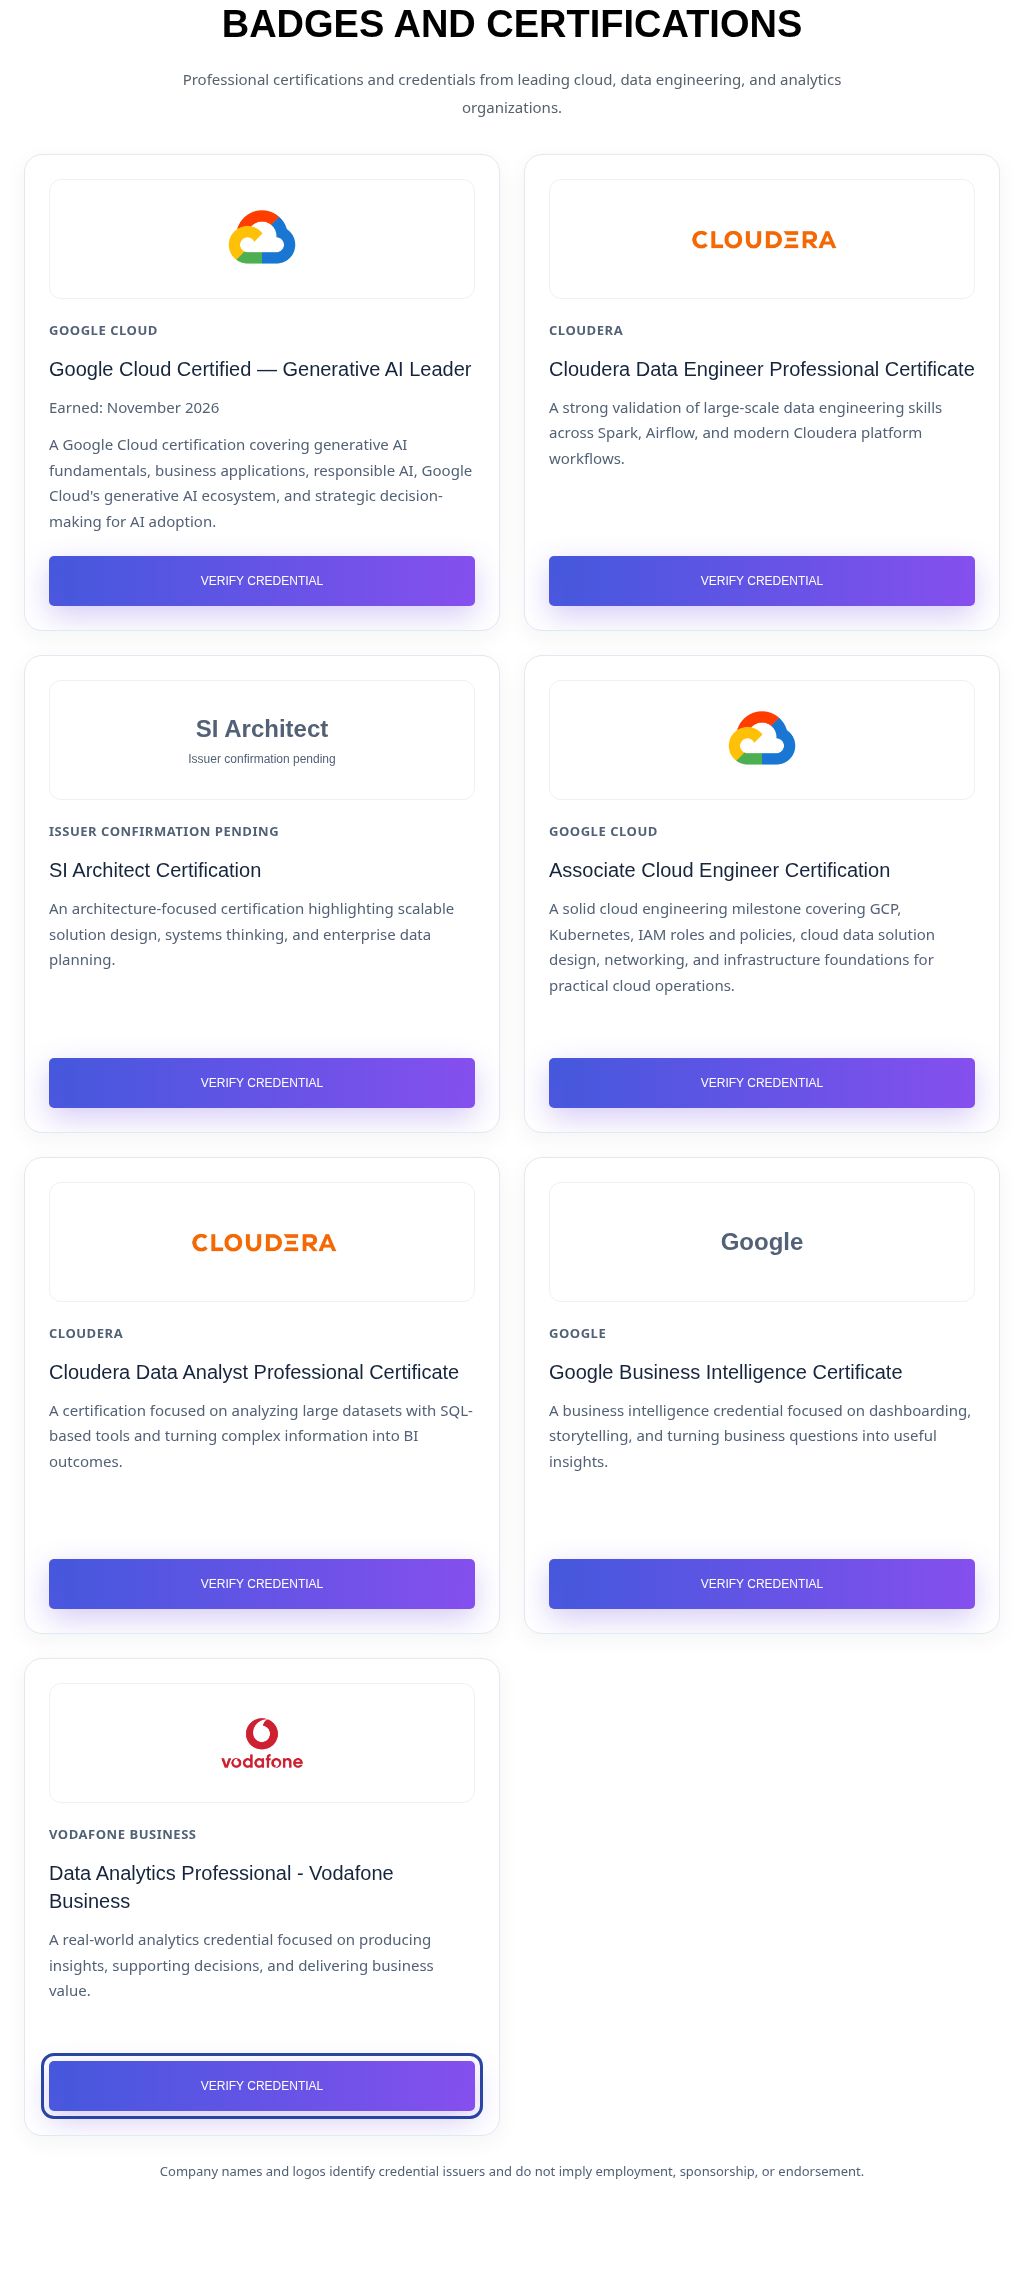 BADGES AND CERTIFICATIONS
Professional certifications and credentials from leading cloud, data engineering, and analytics
organizations.
GOOGLE CLOUD
Google Cloud Certified — Generative AI Leader
Earned: November 2026
A Google Cloud certification covering generative AI
fundamentals, business applications, responsible AI, Google
Cloud's generative AI ecosystem, and strategic decision-
making for AI adoption.
VERIFY CREDENTIAL
CLOUDERA
CLOUDERA
Cloudera Data Engineer Professional Certificate
A strong validation of large-scale data engineering skills
across Spark, Airflow, and modern Cloudera platform
workflows.
VERIFY CREDENTIAL
SI Architect
Issuer confirmation pending
ISSUER CONFIRMATION PENDING
SI Architect Certification
An architecture-focused certification highlighting scalable
solution design, systems thinking, and enterprise data
planning.
VERIFY CREDENTIAL
GOOGLE CLOUD
Associate Cloud Engineer Certification
A solid cloud engineering milestone covering GCP,
Kubernetes, IAM roles and policies, cloud data solution
design, networking, and infrastructure foundations for
practical cloud operations.
VERIFY CREDENTIAL
CLOUDERA
CLOUDERA
Cloudera Data Analyst Professional Certificate
A certification focused on analyzing large datasets with SQL-
based tools and turning complex information into BI
outcomes.
VERIFY CREDENTIAL
Google
GOOGLE
Google Business Intelligence Certificate
A business intelligence credential focused on dashboarding,
storytelling, and turning business questions into useful
insights.
VERIFY CREDENTIAL
vodafone
VODAFONE BUSINESS
Data Analytics Professional - Vodafone
Business
A real-world analytics credential focused on producing
insights, supporting decisions, and delivering business
value.
VERIFY CREDENTIAL
Company names and logos identify credential issuers and do not imply employment, sponsorship, or endorsement.